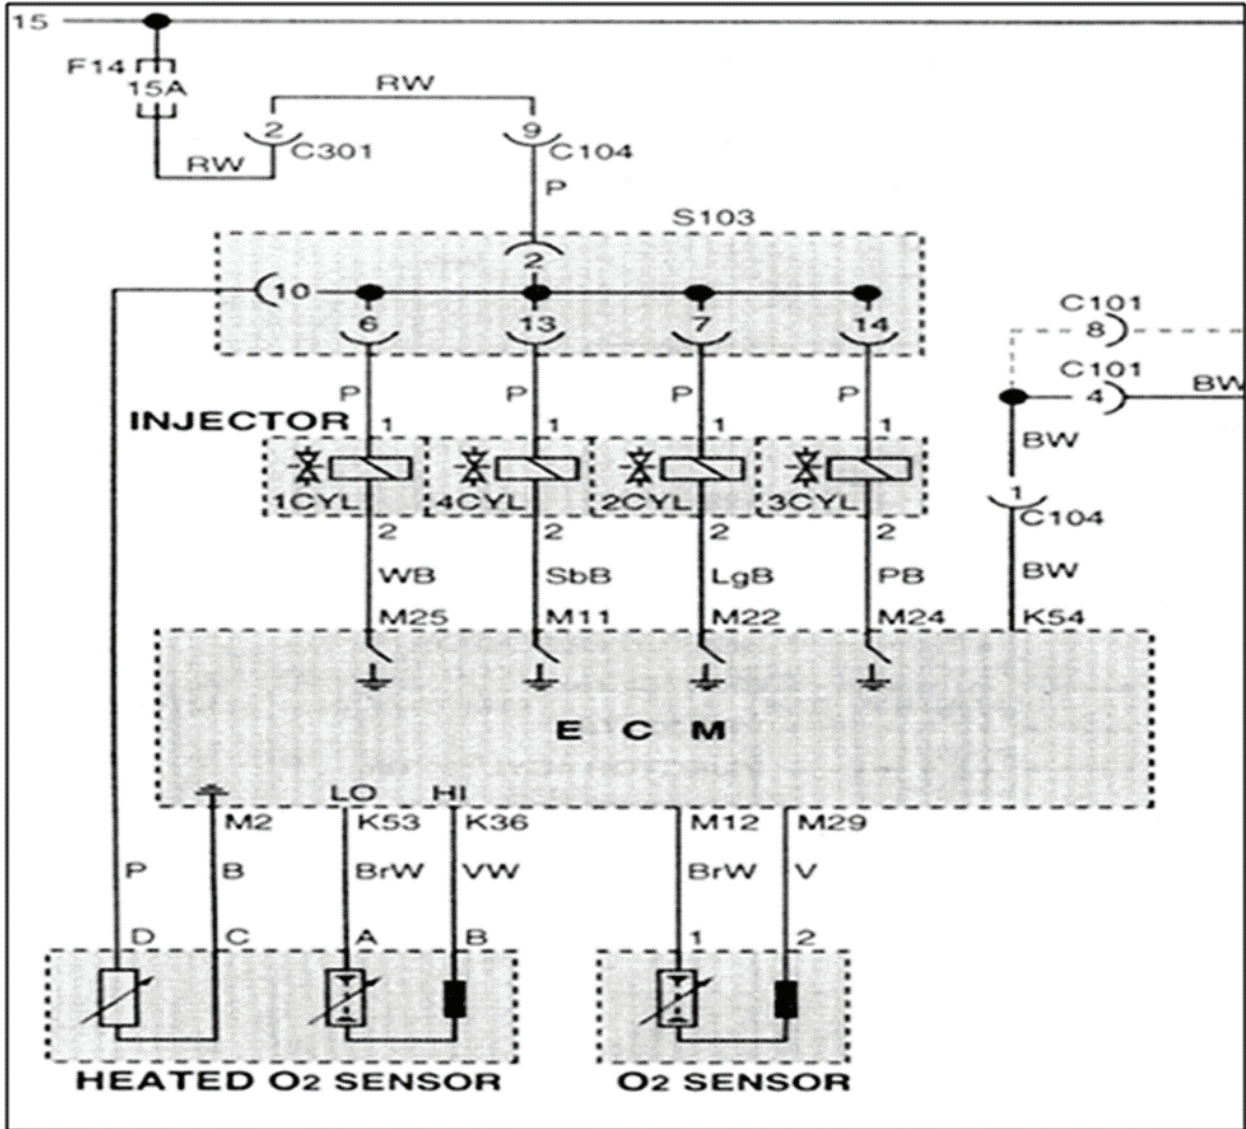 15
F14
15A
RW
2
9
C301
C104
RW
P
S103
2
10
6 13 7 14
C101
8
C101
4
BW
P P P P
INJECTOR
1 1 1 1
BW
1CYL 4CYL 2CYL 3CYL
1
C104
2 2 2 2
WB SbB LgB PB BW
M25 M11 M22 M24 K54
E C M
LO HI
M2 K53 K36 M12 M29
P B BrW VW BrW V
D C A B 1 2
HEATED O2 SENSOR
O2 SENSOR